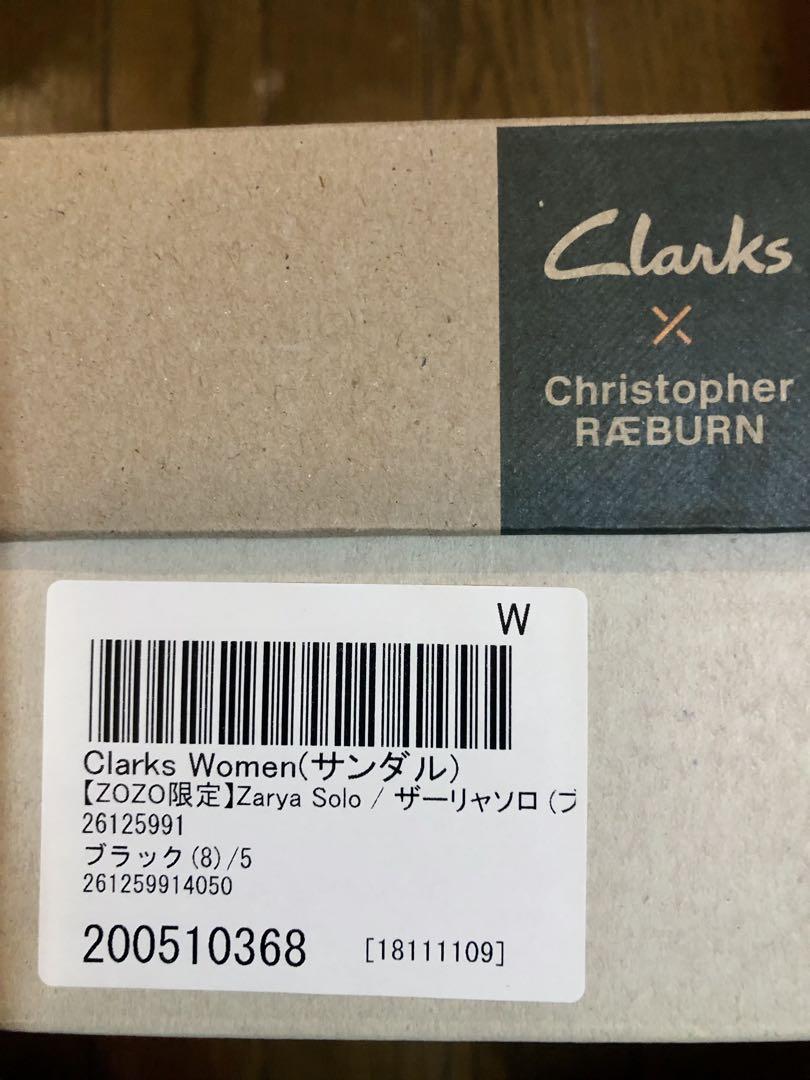 Clarks
X
Christopher
RÆBURN
W
Clarks Women(サンダル)
【ZOZO限定】Zarya Solo / ザーリャソロ (ブ
26125991
ブラック(8)/5
261259914050
200510368 [18111109]